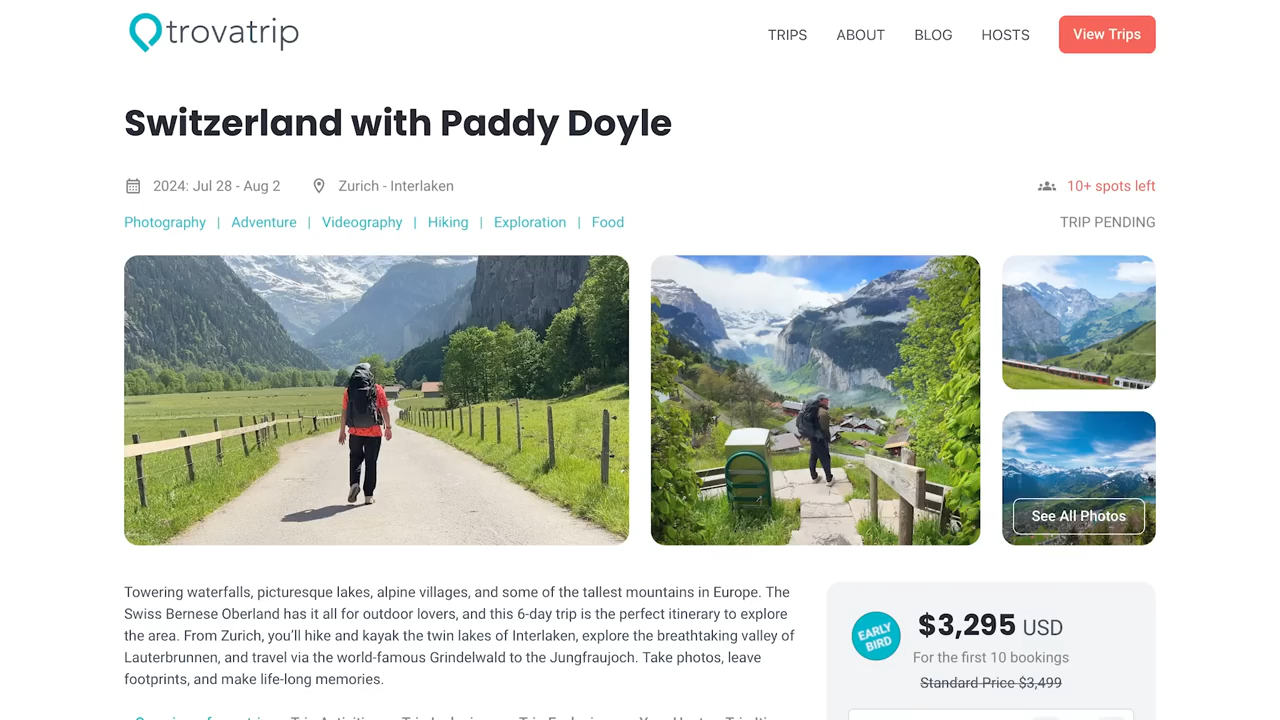 trovatrip
TRIPS ABOUT BLOG HOSTS View Trips
Switzerland with Paddy Doyle
2024: Jul 28 - Aug 2 Zurich - Interlaken 10+ spots left
Photography | Adventure | Videography | Hiking | Exploration | Food TRIP PENDING
See All Photos
Towering waterfalls, picturesque lakes, alpine villages, and some of the tallest mountains in Europe. The
Swiss Bernese Oberland has it all for outdoor lovers, and this 6-day trip is the perfect itinerary to explore
the area. From Zurich, you’ll hike and kayak the twin lakes of Interlaken, explore the breathtaking valley of
Lauterbrunnen, and travel via the world-famous Grindelwald to the Jungfraujoch. Take photos, leave
footprints, and make life-long memories.
EARLY
BIRD
$3,295 USD
For the first 10 bookings
Standard Price $3,499